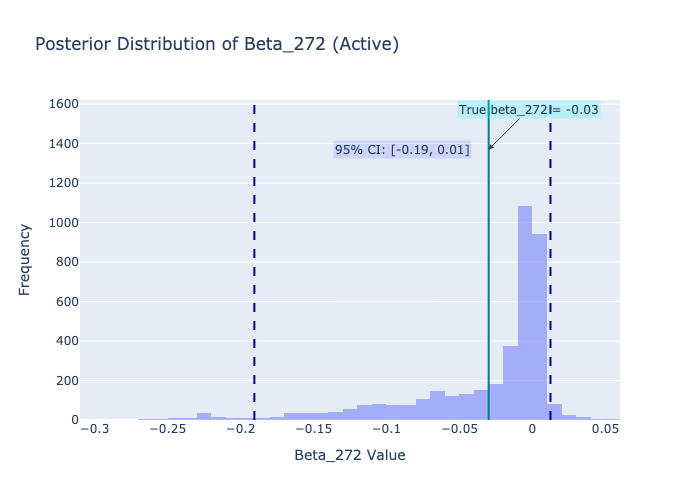 Posterior Distribution of Beta_272 (Active)
True beta_272 = -0.03
95% CI: [-0.19, 0.01]
1600
1400
1200
1000
800
600
400
200
0
Frequency
−0.3 −0.25 −0.2 −0.15 −0.1 −0.05 0 0.05
Beta_272 Value